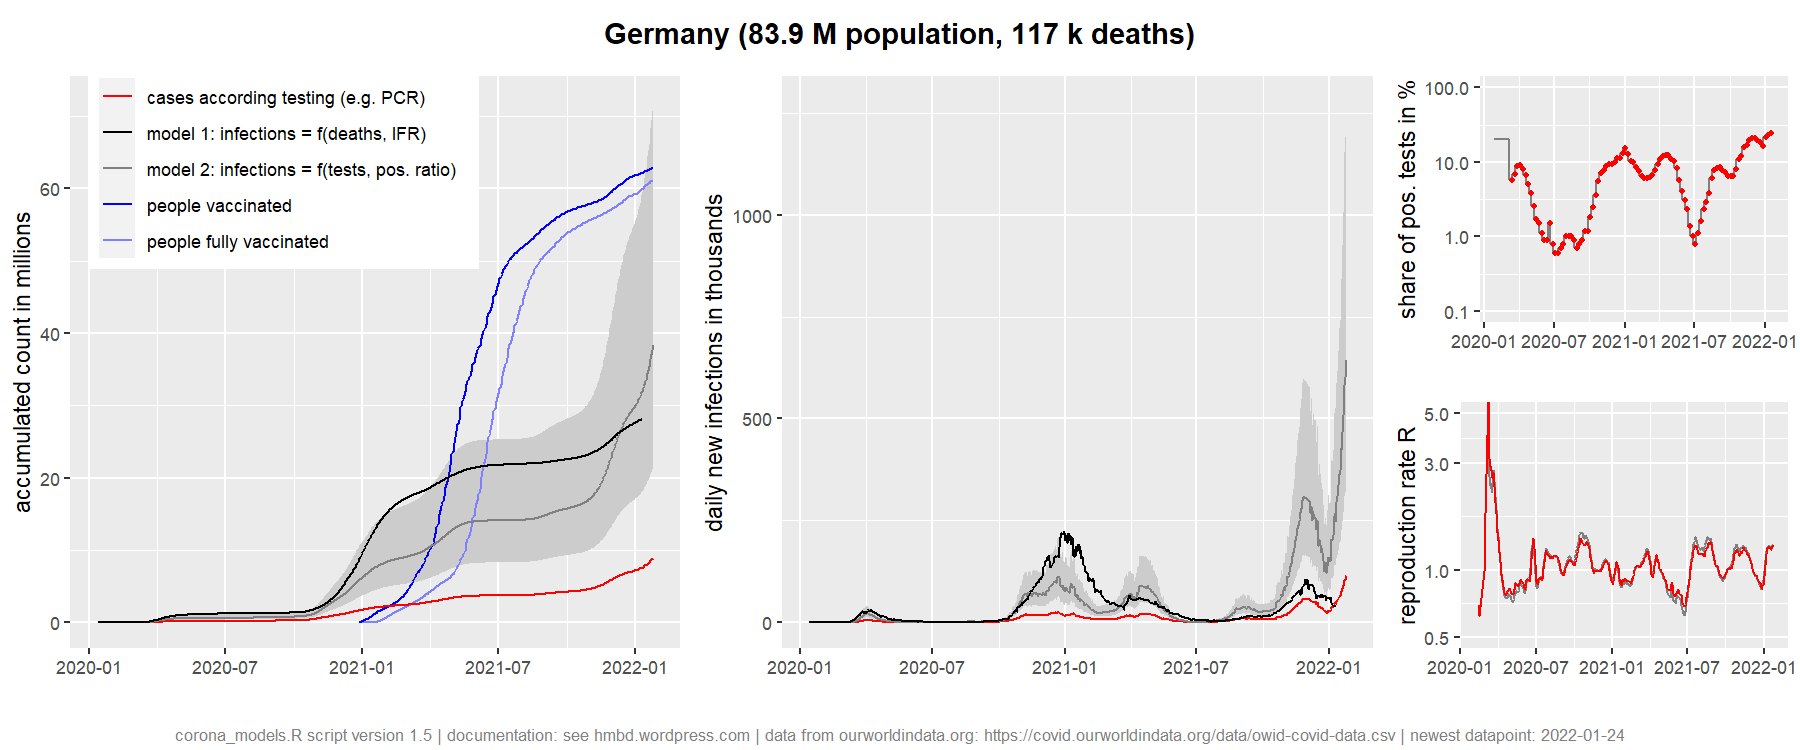 Germany (83.9 M population, 117 k deaths)
cases according testing (e.g. PCR)
model 1: infections = f(deaths, IFR)
model 2: infections = f(tests, pos. ratio)
people vaccinated
people fully vaccinated
accumulated count in millions
60
40
20
0
2020-01 2020-07 2021-01 2021-07 2022-01
daily new infections in thousands
1000
500
0
2020-01 2020-07 2021-01 2021-07 2022-01
share of pos. tests in %
100.0
10.0
1.0
0.1
2020-01 2020-07 2021-01 2021-07 2022-01
reproduction rate R
5.0
3.0
1.0
0.5
2020-01 2020-07 2021-01 2021-07 2022-01
corona_models.R script version 1.5 | documentation: see hmbd.wordpress.com | data from ourworldindata.org: https://covid.ourworldindata.org/data/owid-covid-data.csv | newest datapoint: 2022-01-24